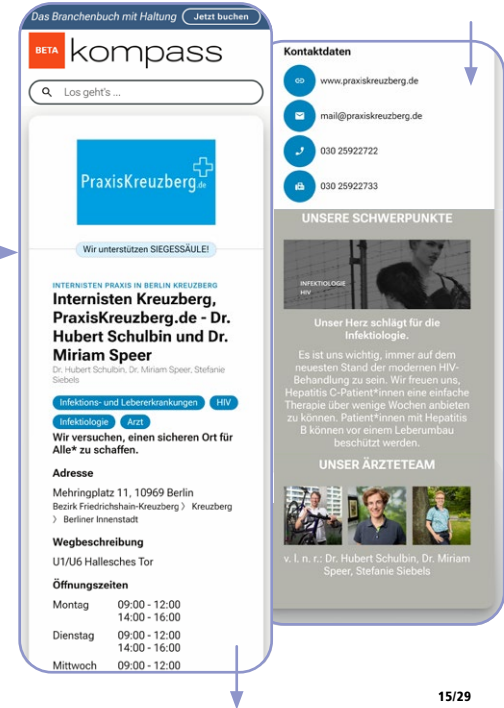 Das Branchenbuch mit Haltung Jetzt buchen
BETA kompass
Los geht's ...
PraxisKreuzberg.de
Wir unterstützen SIEGESSÄULE!
INTERNISTEN PRAXIS IN BERLIN KREUZBERG
Internisten Kreuzberg,
PraxisKreuzberg.de - Dr.
Hubert Schulbin und Dr.
Miriam Speer
Dr. Hubert Schulbin, Dr. Miriam Speer, Stefanie
Siebels
Infektions- und Lebererkrankungen HIV
Infektiologie Arzt
Wir versuchen, einen sicheren Ort für
Alle* zu schaffen.
Adresse
Mehringplatz 11, 10969 Berlin
Bezirk Friedrichshain-Kreuzberg 〉 Kreuzberg
〉 Berliner Innenstadt
Wegbeschreibung
U1/U6 Hallesches Tor
Öffnungszeiten
Montag 09:00 - 12:00
14:00 - 16:00
Dienstag 09:00 - 12:00
14:00 - 16:00
Mittwoch 09:00 - 12:00
Kontaktdaten
www.praxiskreuzberg.de
mail@praxiskreuzberg.de
030 25922722
030 25922733
UNSERE SCHWERPUNKTE
INFEKTIOLOGIE
HIV
Unser Herz schlägt für die
Infektiologie.
Es ist uns wichtig, immer auf dem
neuesten Stand der modernen HIV-
Behandlung zu sein. Wir freuen uns,
Hepatitis C-Patient*innen eine einfache
Therapie über wenige Wochen anbieten
zu können. Patient*innen mit Hepatitis
B können vor einem Leberumbau
beschützt werden.
UNSER ÄRZTETEAM
v. l. n. r.: Dr. Hubert Schulbin, Dr. Miriam
Speer, Stefanie Siebels
15/29